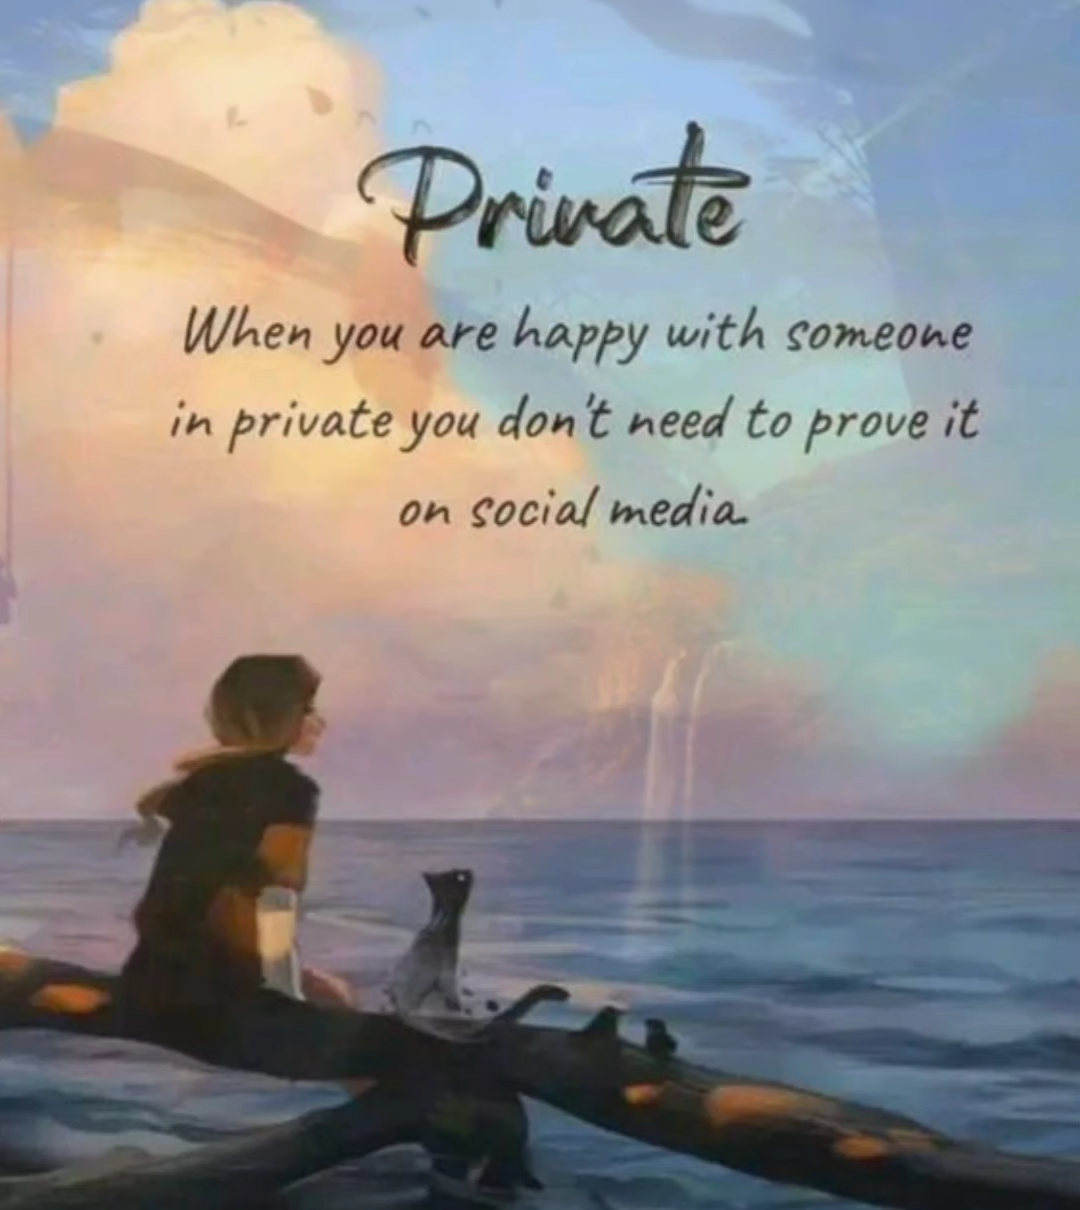 Private
When you are happy with someone
in private you don't need to prove it
on social media.